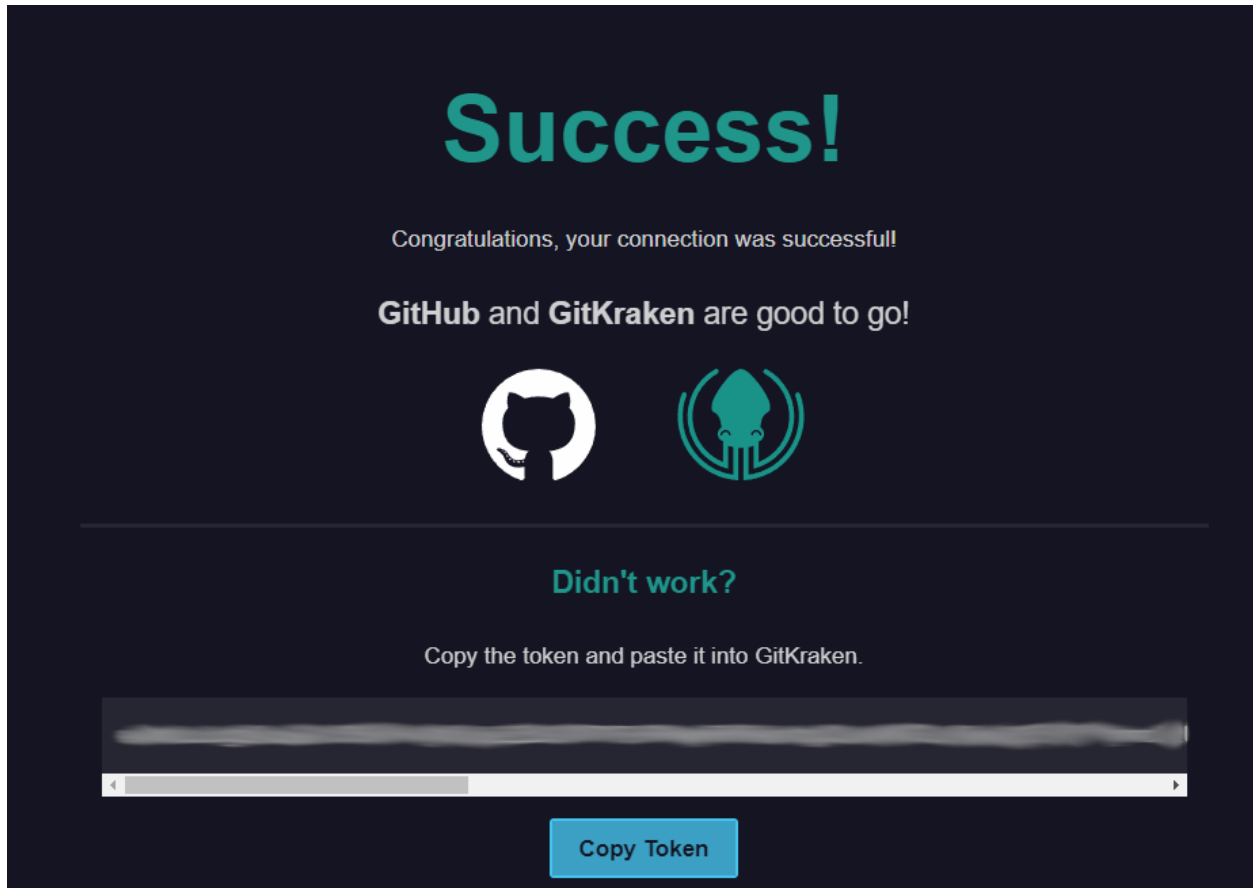 Success!
Congratulations, your connection was successful!
GitHub and GitKraken are good to go!
Didn't work?
Copy the token and paste it into GitKraken.
Copy Token